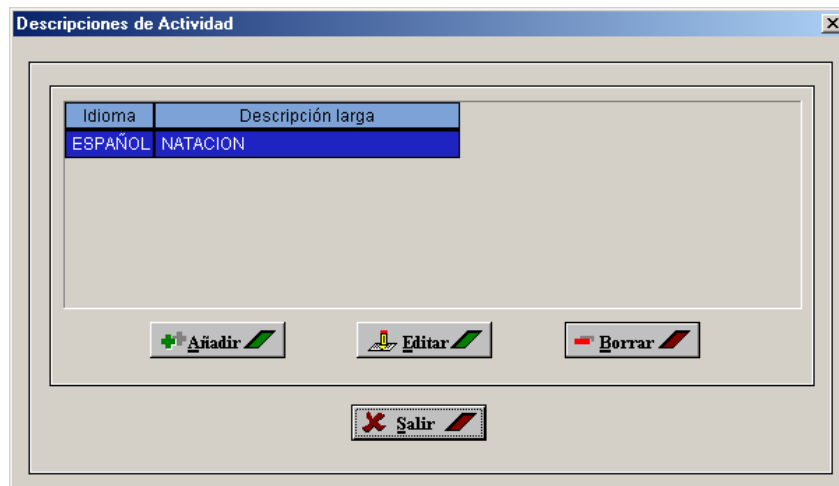 Descripciones de Actividad
Idioma Descripción larga
ESPAÑOL NATACION
Añadir Editar Borrar
Salir